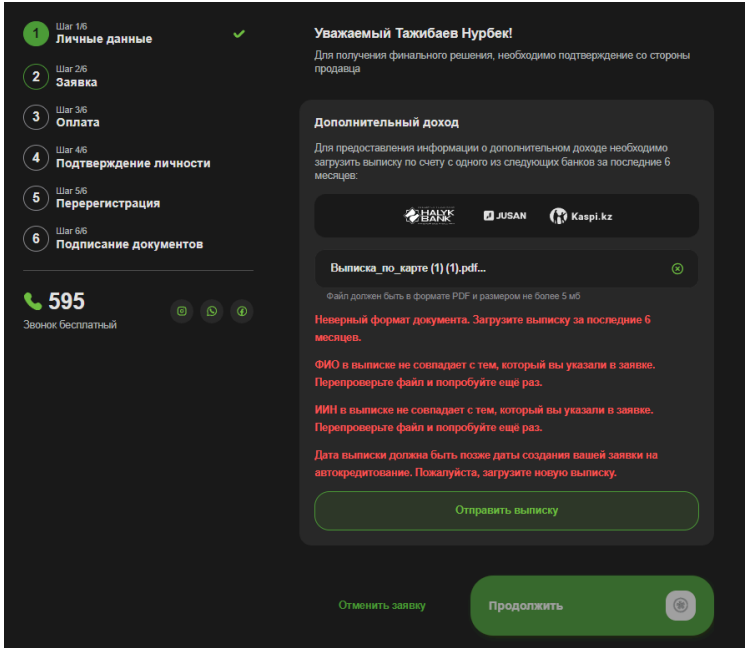 1
Шаг 1/6
Личные данные
2
Шаг 2/6
Заявка
3
Шаг 3/6
Оплата
4
Шаг 4/6
Подтверждение личности
5
Шаг 5/6
Перерегистрация
6
Шаг 6/6
Подписание документов
595
Звонок бесплатный
Уважаемый Тажибаев Нурбек!
Для получения финального решения, необходимо подтверждение со стороны
продавца
Дополнительный доход
Для предоставления информации о дополнительном доходе необходимо
загрузить выписку по счету с одного из следующих банков за последние 6
месяцев:
HALYK
BANK
JUSAN
Kaspi.kz
Выписка_по_карте (1) (1).pdf...
Файл должен быть в формате PDF и размером не более 5 мб
Неверный формат документа. Загрузите выписку за последние 6
месяцев.
ФИО в выписке не совпадает с тем, который вы указали в заявке.
Перепроверьте файл и попробуйте ещё раз.
ИИН в выписке не совпадает с тем, который вы указали в заявке.
Перепроверьте файл и попробуйте ещё раз.
Дата выписки должна быть позже даты создания вашей заявки на
автокредитование. Пожалуйста, загрузите новую выписку.
Отправить выписку
Отменить заявку
Продолжить